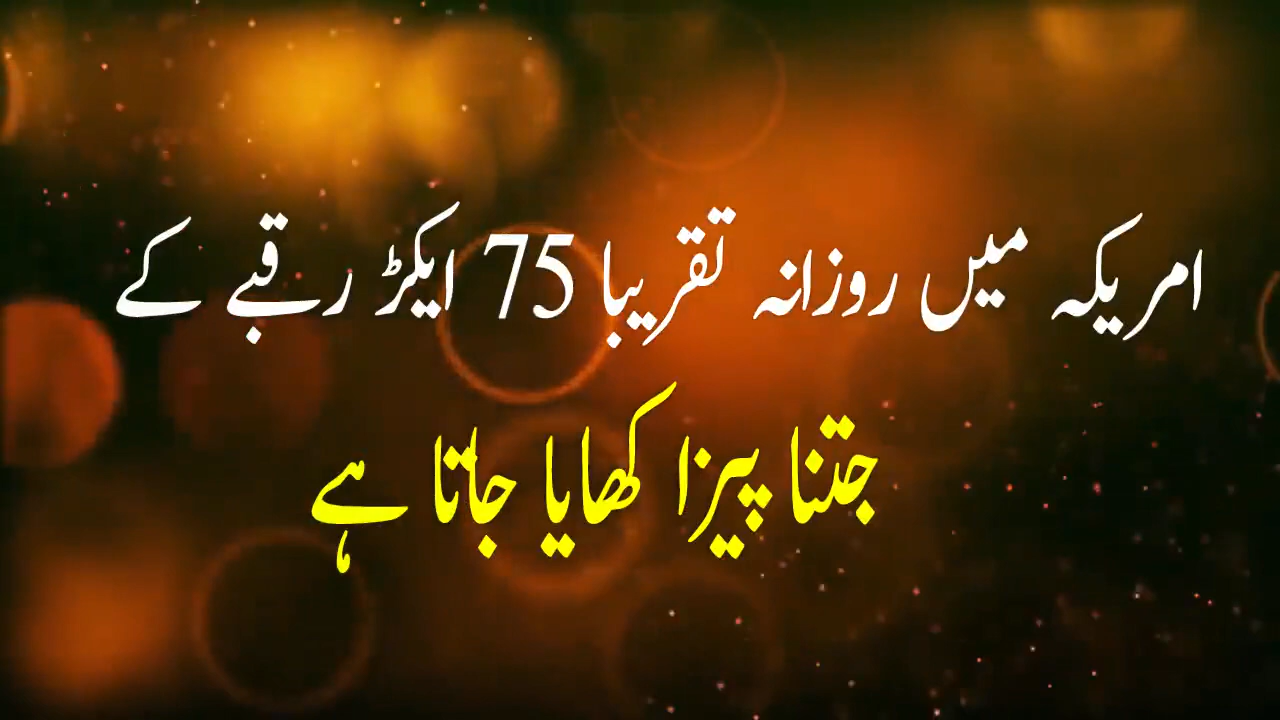 امریکہ میں روزانہ تقریبا 75 ایکڑ رقبے کے
جتنا پیزا کھایا جاتا ہے